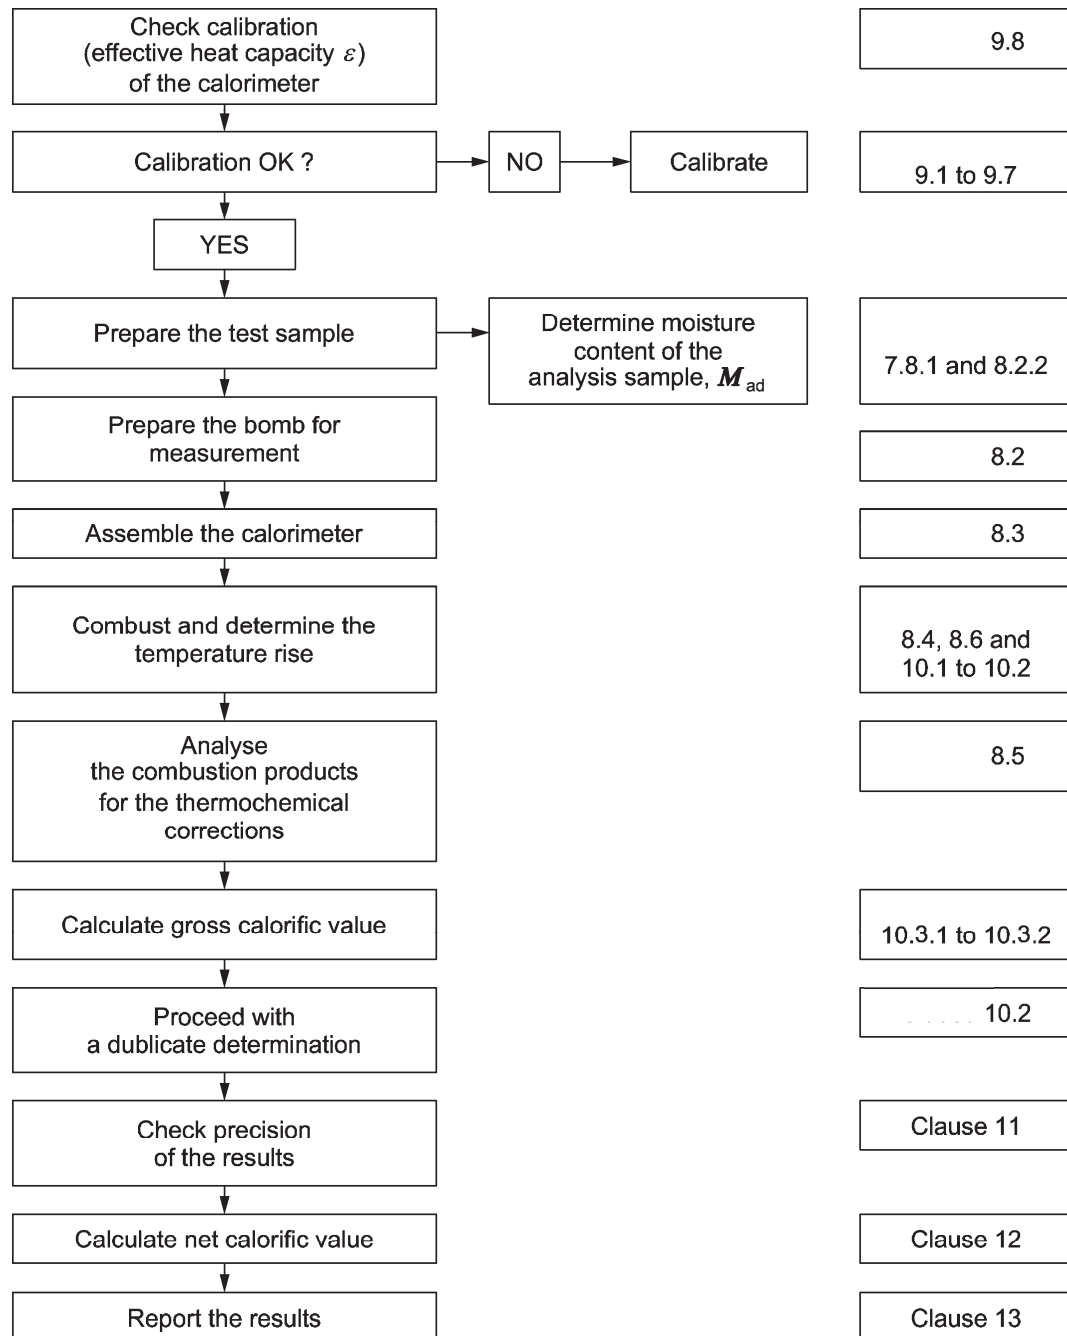 Check calibration
(effective heat capacity ε)
of the calorimeter
9.8
Calibration OK ?
NO
Calibrate
9.1 to 9.7
YES
Prepare the test sample
Determine moisture
content of the
analysis sample, M ad
7.8.1 and 8.2.2
Prepare the bomb for
measurement
8.2
Assemble the calorimeter
8.3
Combust and determine the
temperature rise
8.4, 8.6 and
10.1 to 10.2
Analyse
the combustion products
for the thermochemical
corrections
8.5
Calculate gross calorific value
10.3.1 to 10.3.2
Proceed with
a dublicate determination
10.2
Check precision
of the results
Clause 11
Calculate net calorific value
Clause 12
Report the results
Clause 13